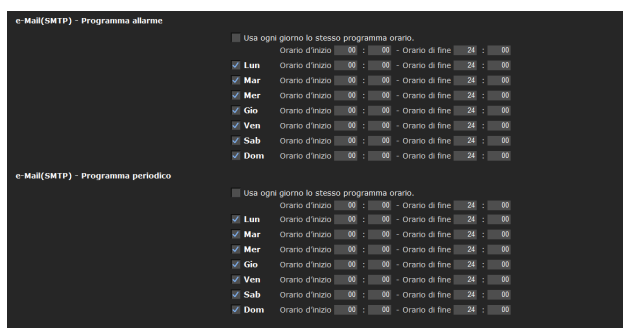 e-Mail(SMTP) - Programma allarme
Usa ogni giorno lo stesso programma orario.
Orario d'inizio 00 : 00 - Orario di fine 24 : 00
Lun Orario d'inizio 00 : 00 - Orario di fine 24 : 00
Mar Orario d'inizio 00 : 00 - Orario di fine 24 : 00
Mer Orario d'inizio 00 : 00 - Orario di fine 24 : 00
Gio Orario d'inizio 00 : 00 - Orario di fine 24 : 00
Ven Orario d'inizio 00 : 00 - Orario di fine 24 : 00
Sab Orario d'inizio 00 : 00 - Orario di fine 24 : 00
Dom Orario d'inizio 00 : 00 - Orario di fine 24 : 00
e-Mail(SMTP) - Programma periodico
Usa ogni giorno lo stesso programma orario.
Orario d'inizio 00 : 00 - Orario di fine 24 : 00
Lun Orario d'inizio 00 : 00 - Orario di fine 24 : 00
Mar Orario d'inizio 00 : 00 - Orario di fine 24 : 00
Mer Orario d'inizio 00 : 00 - Orario di fine 24 : 00
Gio Orario d'inizio 00 : 00 - Orario di fine 24 : 00
Ven Orario d'inizio 00 : 00 - Orario di fine 24 : 00
Sab Orario d'inizio 00 : 00 - Orario di fine 24 : 00
Dom Orario d'inizio 00 : 00 - Orario di fine 24 : 00